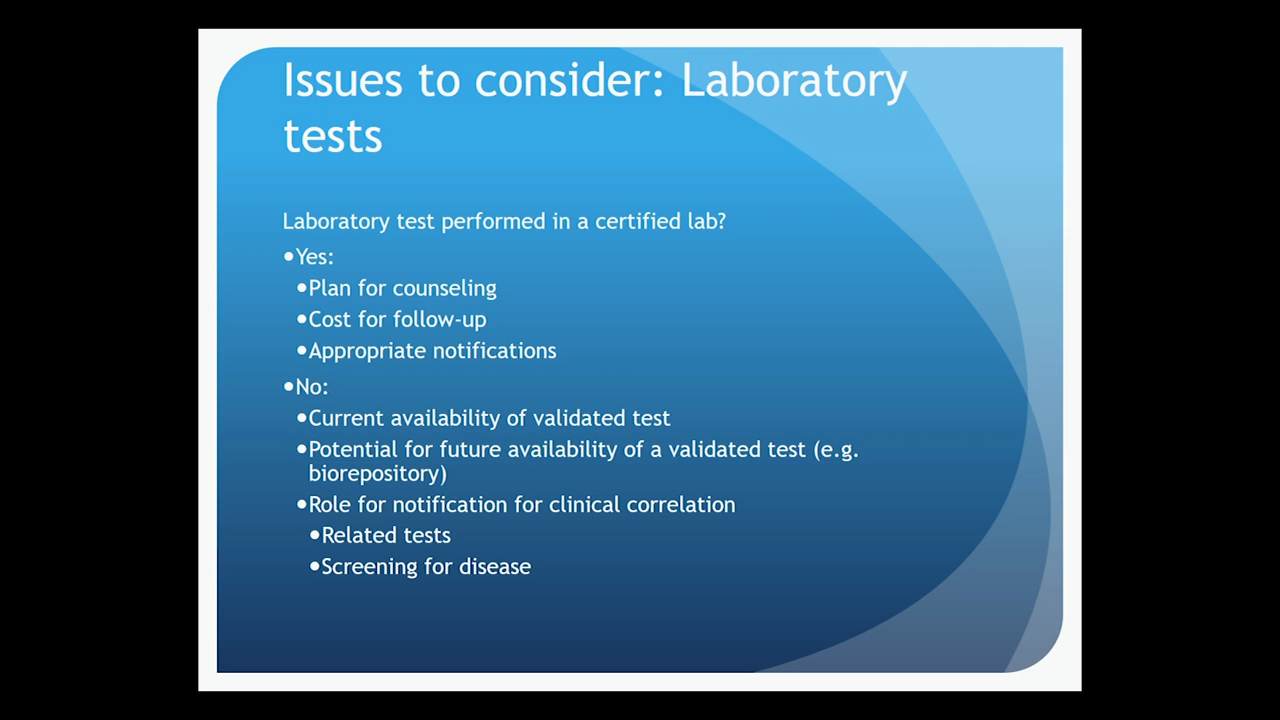 Issues to consider: Laboratory
tests
Laboratory test performed in a certified lab?
•Yes:
•Plan for counseling
•Cost for follow-up
•Appropriate notifications
•No:
•Current availability of validated test
•Potential for future availability of a validated test (e.g.
biorepository)
•Role for notification for clinical correlation
•Related tests
•Screening for disease